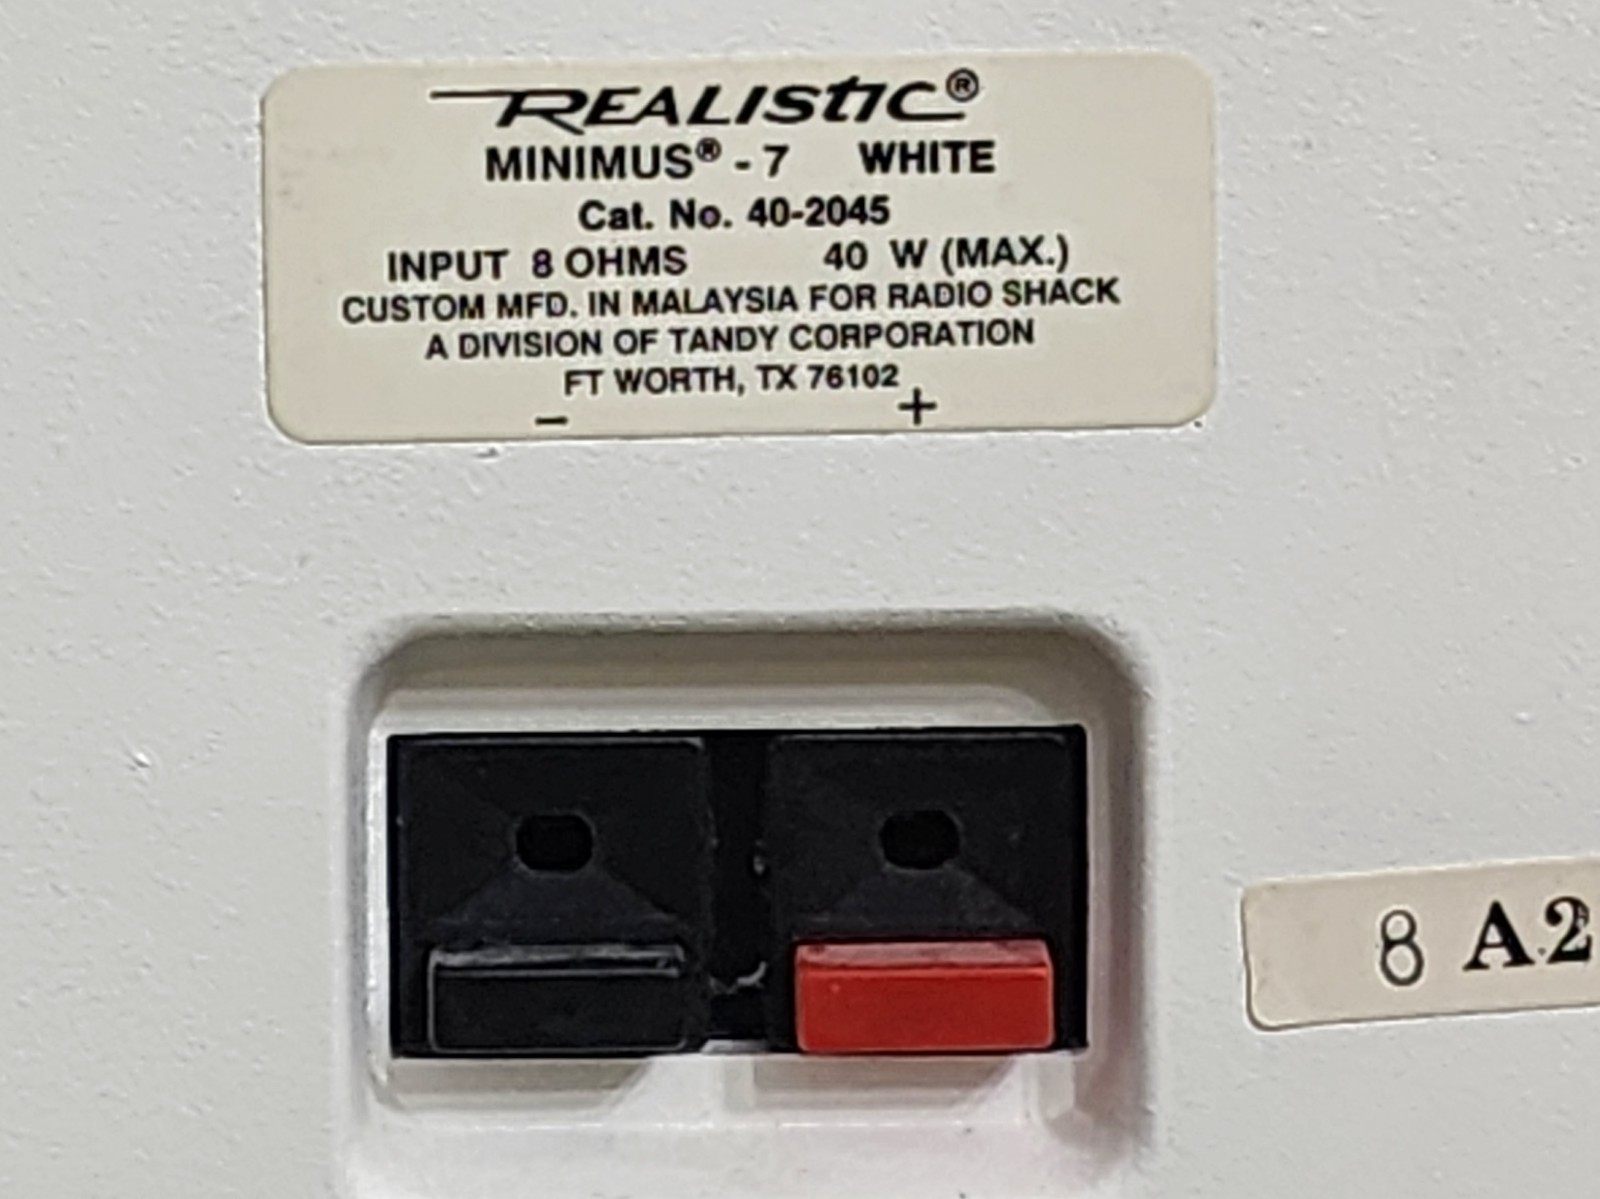 REALISTIC®
MINIMUS® - 7 WHITE
Cat. No. 40-2045
INPUT 8 OHMS 40 W (MAX.)
CUSTOM MFD. IN MALAYSIA FOR RADIO SHACK
A DIVISION OF TANDY CORPORATION
FT WORTH, TX 76102
– +
8 A2